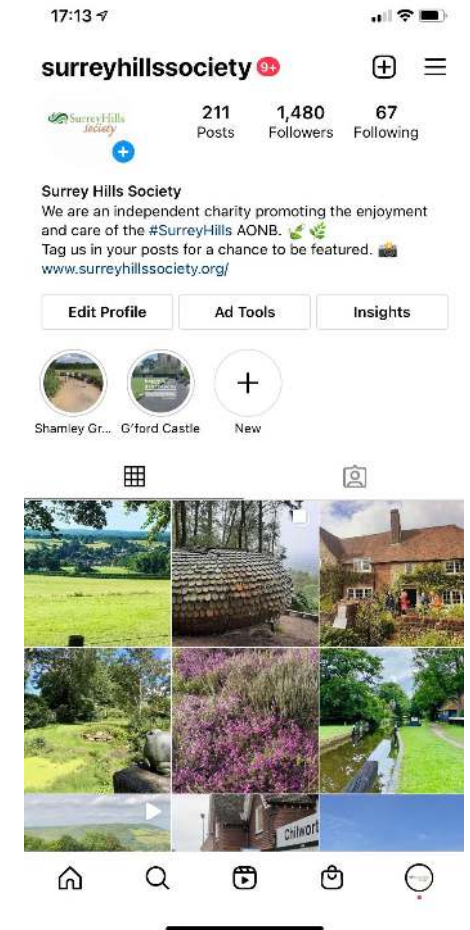 17:13
surreyhillssociety 9+
SurreyHills
Society
211 1,480 67
Posts Followers Following
Surrey Hills Society
We are an independent charity promoting the enjoyment
and care of the #SurreyHills AONB.
Tag us in your posts for a chance to be featured.
www.surreyhillssociety.org/
Edit Profile Ad Tools Insights
Shamley Gr... G'ford Castle New
Chilwort